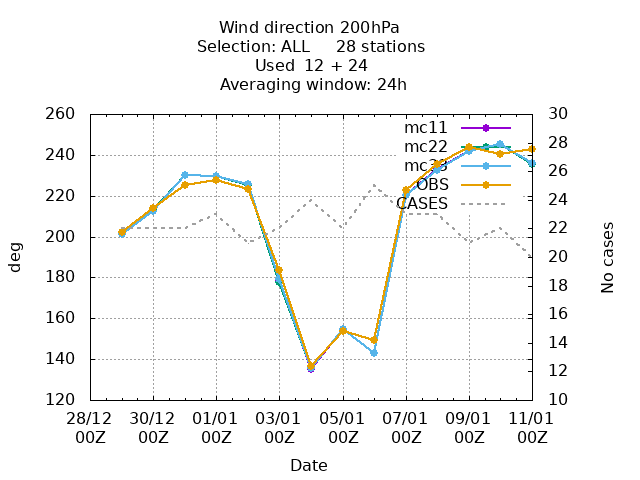 Wind direction 200hPa
Selection: ALL 28 stations
Used 12 + 24
Averaging window: 24h
260
240
220
200
180
160
140
120
deg
30
28
26
24
22
20
18
16
14
12
10
No cases
mc11
mc22
mc33
OBS
CASES
28/12 30/12 01/01 03/01 05/01 07/01 09/01 11/01
00Z 00Z 00Z 00Z 00Z 00Z 00Z 00Z
Date